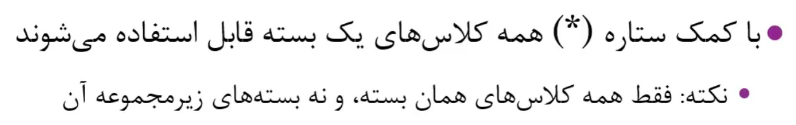 • با کمک ستاره (*) همه کلاس‌های یک بسته قابل استفاده می‌شوند
• نکته: فقط همه کلاس‌های همان بسته، و نه بسته‌های زیرمجموعه آن